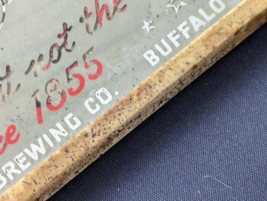 not the
1855
BREWING CO. BUFFALO